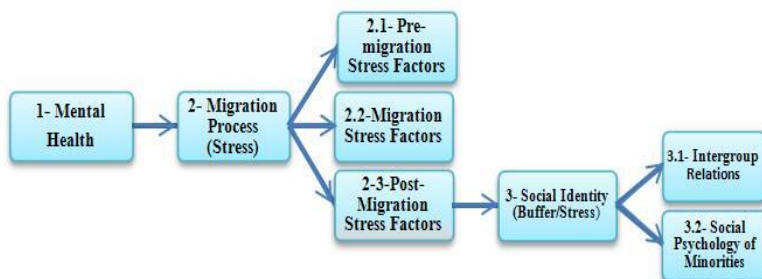 1- Mental
Health
2- Migration
Process
(Stress)
2.1- Pre-
migration
Stress Factors
2.2-Migration
Stress Factors
2-3-Post-
Migration
Stress Factors
3- Social Identity
(Buffer/Stress)
3.1- Intergroup
Relations
3.2- Social
Psychology of
Minorities